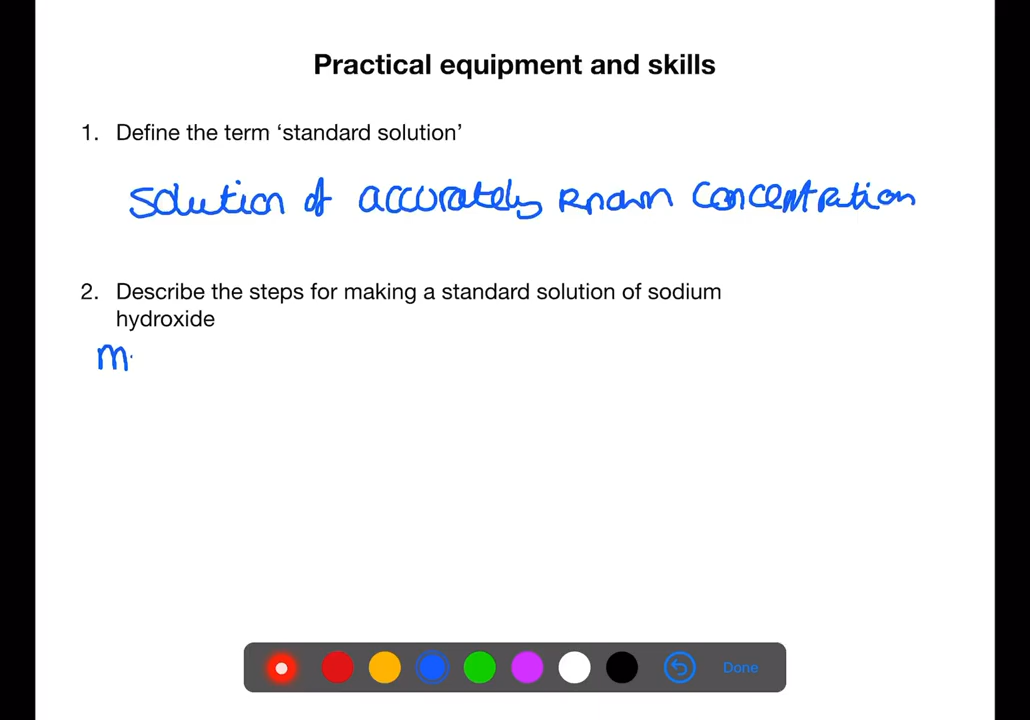 Practical equipment and skills
1. Define the term ‘standard solution’
solution of accurately known concentration
2. Describe the steps for making a standard solution of sodium
hydroxide
m
Done